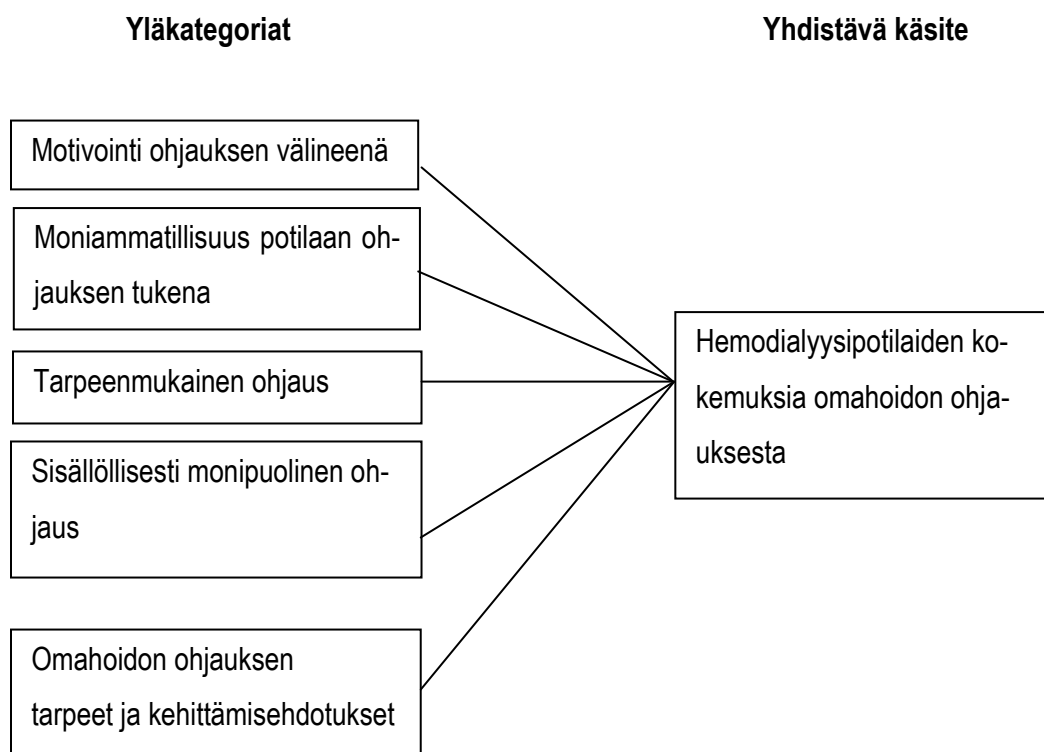 Yläkategoriat
Yhdistävä käsite
Motivointi ohjauksen välineenä
Moniammatillisuus potilaan oh-
jauksen tukena
Tarpeenmukainen ohjaus
Sisällöllisesti monipuolinen oh-
jaus
Omahoidon ohjauksen
tarpeet ja kehittämisehdotukset
Hemodialyysipotilaiden ko-
kemuksia omahoidon ohja-
uksesta